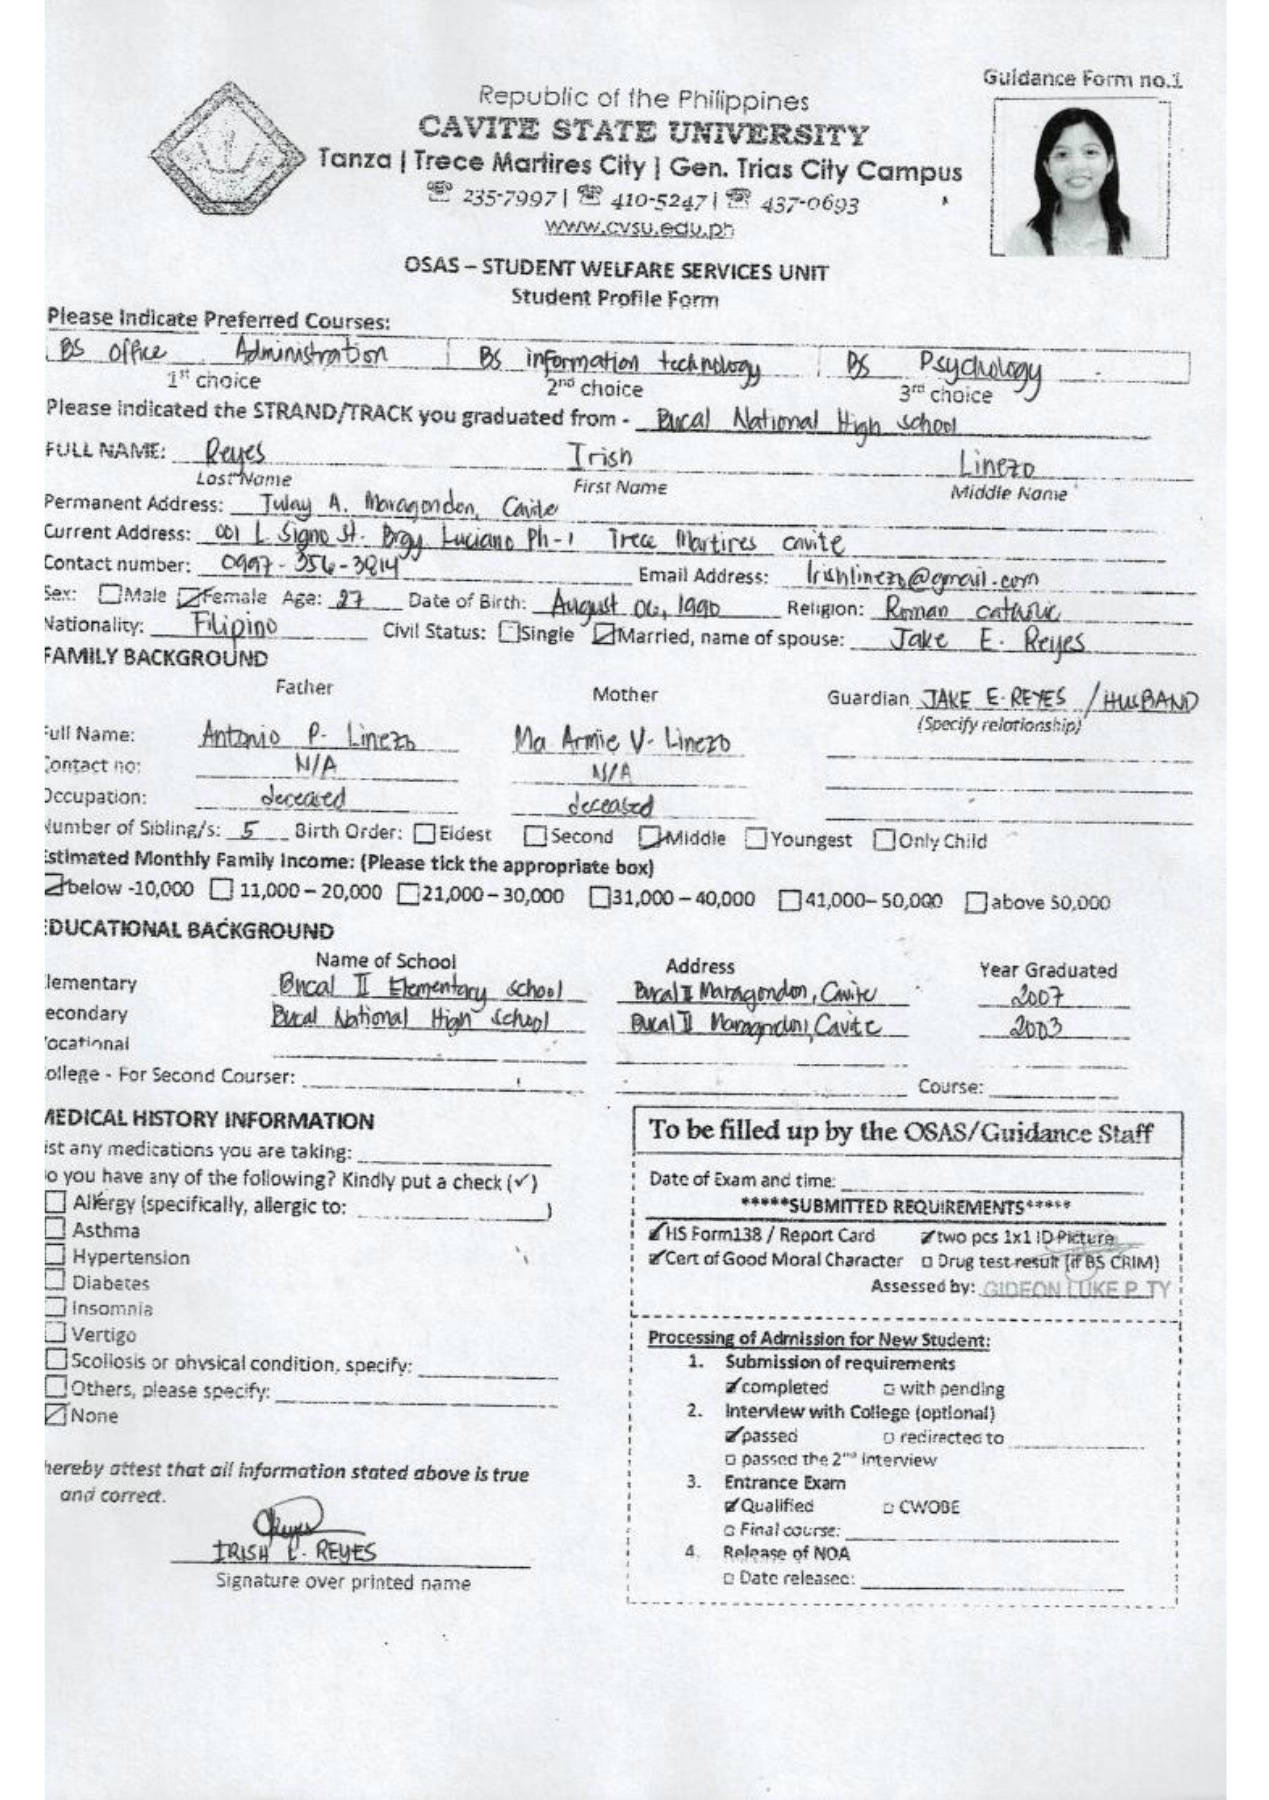 Guidance Form no.1
Republic of the Philippines
CAVITE STATE UNIVERSITY
Tanza | Trece Martires City | Gen. Trias City Campus
☏ 235-7997 | ☏ 410-5247 | ☏ 437-0693
www.cvsu.edu.ph
OSAS – STUDENT WELFARE SERVICES UNIT
Student Profile Form
Please Indicate Preferred Courses:
BS Office Administration BS information technology BS Psychology
1st choice 2nd choice 3rd choice
Please indicated the STRAND/TRACK you graduated from - Bucal National High school
FULL NAME: Reyes Irish Linezo
Last Name First Name Middle Name
Permanent Address: Tulay A. Maragondon, Cavite
Current Address: 001 L. Signo St. Brgy Luciano Ph-1 Trece Martires cavite
Contact number: 0997-356-3814 Email Address: Irishlinezo@gmail.com
Sex: ☐Male ☑Female Age: 27 Date of Birth: August 06, 1990 Religion: Roman catholic
Nationality: Filipino Civil Status: ☐Single ☑Married, name of spouse: Jake E. Reyes
FAMILY BACKGROUND
Father Mother Guardian JAKE E. REYES / HUSBAND
(Specify relationship)
ull Name: Antonio P. Linezo Ma Armie V. Linezo
ontact no: N/A N/A
ccupation: deceased deceased
umber of Sibling/s: 5 Birth Order: ☐Eldest ☐Second ☑Middle ☐Youngest ☐Only Child
stimated Monthly Family Income: (Please tick the appropriate box)
☑below -10,000 ☐ 11,000 – 20,000 ☐21,000 – 30,000 ☐31,000 – 40,000 ☐41,000– 50,000 ☐above 50,000
EDUCATIONAL BACKGROUND
Name of School Address Year Graduated
lementary Bucal II Elementary school Bucal II Maragondon, Cavite 2007
econdary Bucal National High school Bucal II Maragondon, Cavite 2003
ocational
ollege - For Second Courser: Course:
MEDICAL HISTORY INFORMATION
ist any medications you are taking:
o you have any of the following? Kindly put a check (✓)
☐ Allergy (specifically, allergic to: )
☐ Asthma
☐ Hypertension
☐ Diabetes
☐ Insomnia
☐ Vertigo
☐ Scoliosis or physical condition, specify:
☐ Others, please specify:
☑ None
hereby attest that all information stated above is true
and correct.
IRISH L. REYES
Signature over printed name
To be filled up by the OSAS/Guidance Staff
Date of Exam and time:
*****SUBMITTED REQUIREMENTS*****
☑HS Form138 / Report Card ☑two pcs 1x1 ID Picture
☑Cert of Good Moral Character ☐ Drug test result (if BS CRIM)
Assessed by: GIDEON LUKE P. TY
Processing of Admission for New Student:
1. Submission of requirements
☑completed ☐ with pending
2. Interview with College (optional)
☑passed ☐ redirected to
☐ passed the 2nd interview
3. Entrance Exam
☑Qualified ☐ CWOBE
☐ Final course:
4. Release of NOA
☐ Date released: